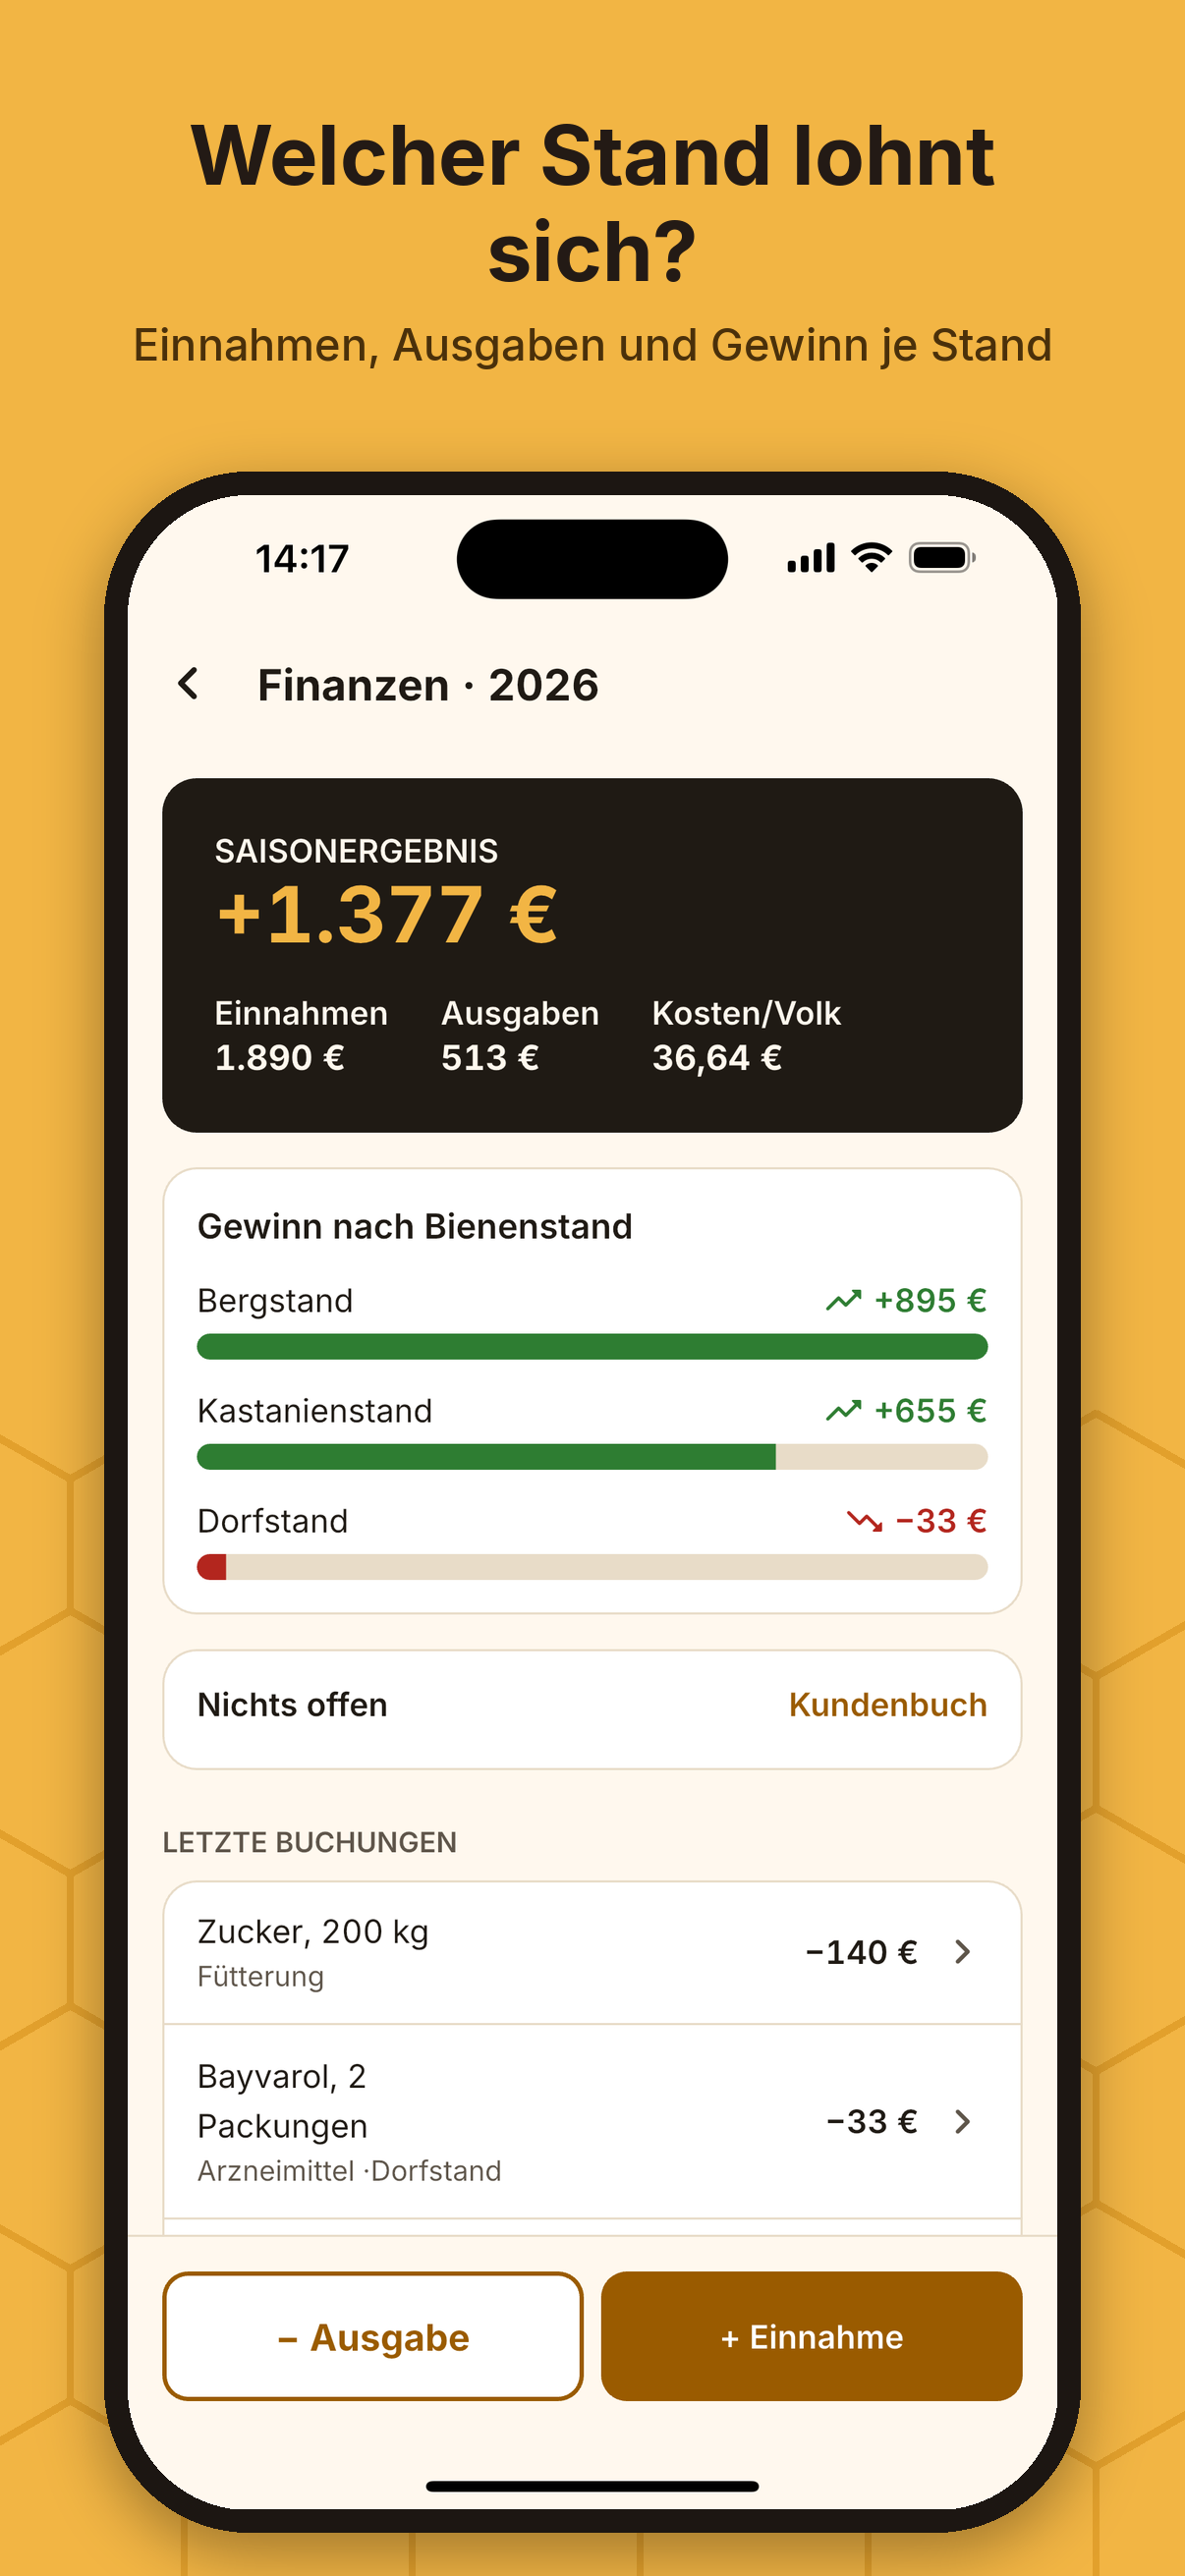 Welcher Stand lohnt
sich?
Einnahmen, Ausgaben und Gewinn je Stand
14:17
Finanzen · 2026
SAISONERGEBNIS
+1.377 €
Einnahmen Ausgaben Kosten/Volk
1.890 € 513 € 36,64 €
Gewinn nach Bienenstand
Bergstand +895 €
Kastanienstand +655 €
Dorfstand −33 €
Nichts offen Kundenbuch
LETZTE BUCHUNGEN
Zucker, 200 kg −140 €
Fütterung
Bayvarol, 2
Packungen −33 €
Arzneimittel ·Dorfstand
− Ausgabe + Einnahme